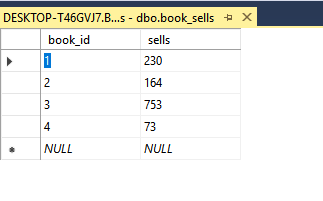 DESKTOP-T46GVJ7.B...s - dbo.book_sells
book_id sells
1 230
2 164
3 753
4 73
NULL NULL